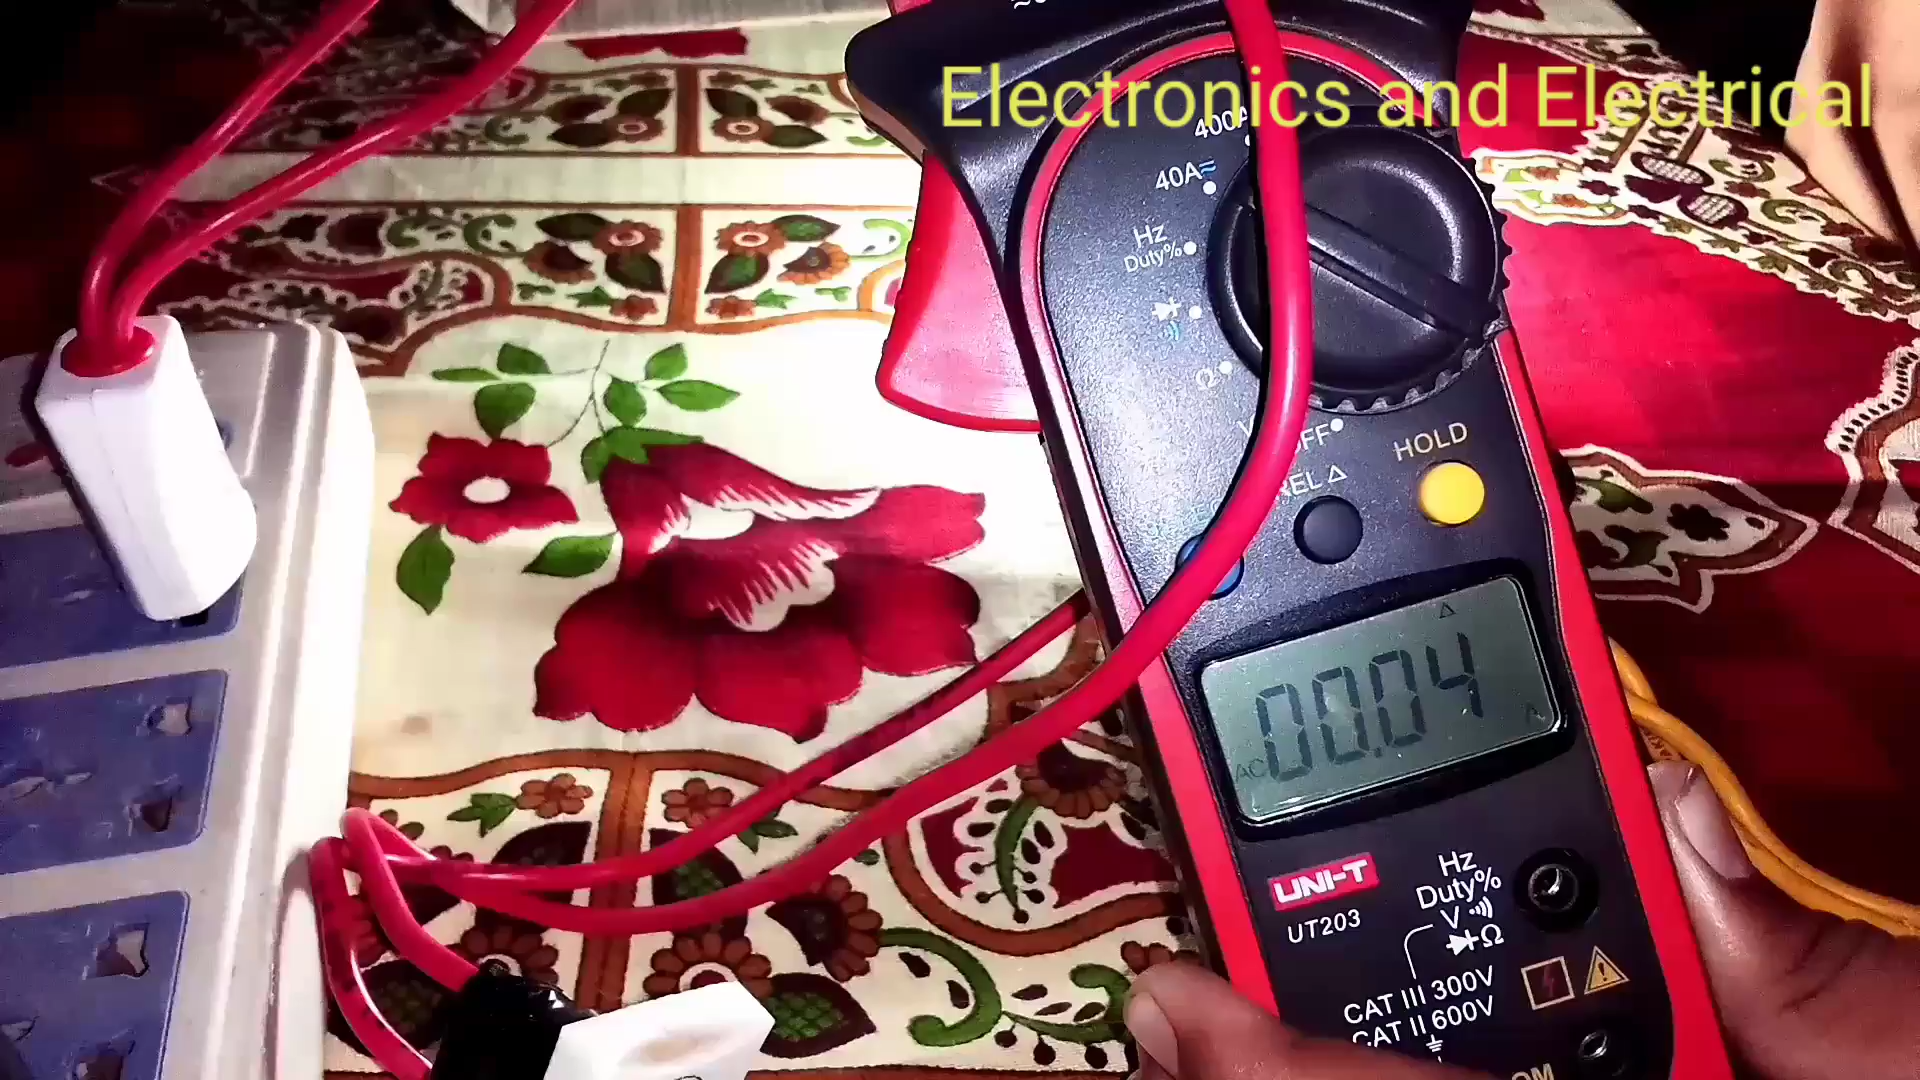 Electronics and Electrical
400A
40A≂
Hz
Duty%
Ω
HOLD
REL △
△
00.04
AC
UNI-T
UT203
Hz
Duty%
V
Ω
CAT III 300V
CAT II 600V